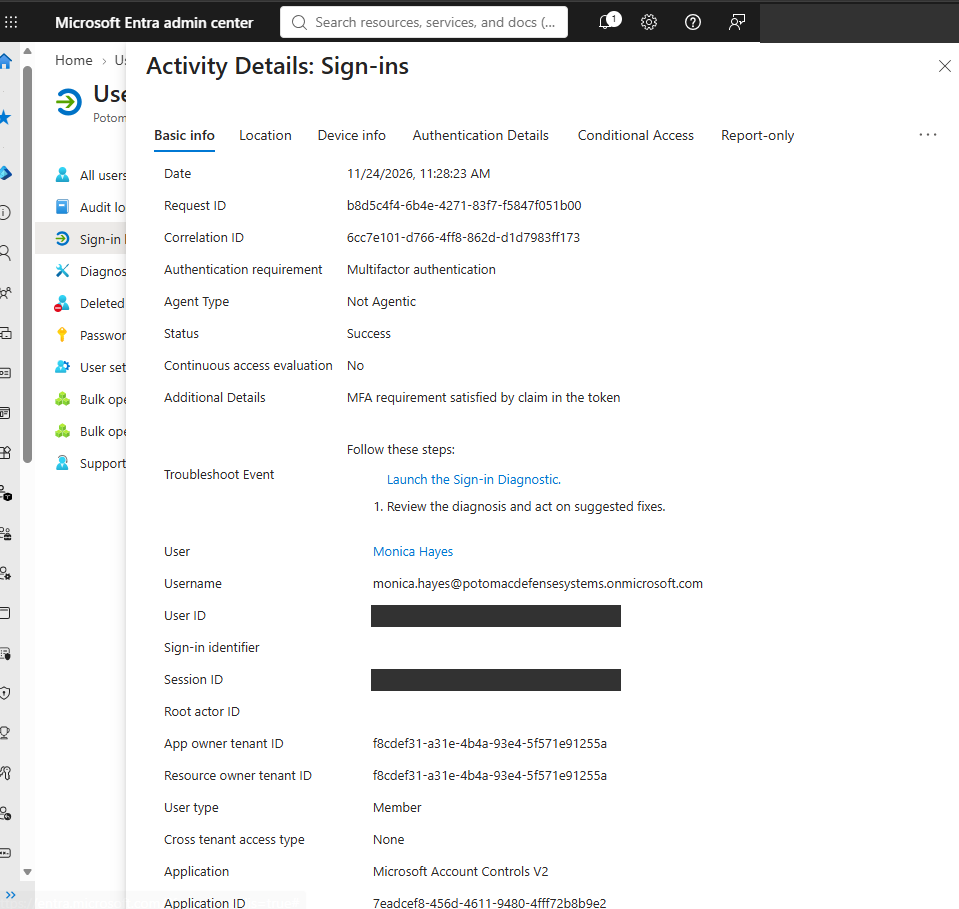 Microsoft Entra admin center
Search resources, services, and docs (...
1
Home > Us
Use
Potom
All users
Audit lo
Sign-in l
Diagnos
Deleted
Passwor
User set
Bulk ope
Bulk ope
Support
Activity Details: Sign-ins
Basic info Location Device info Authentication Details Conditional Access Report-only ...
Date 11/24/2026, 11:28:23 AM
Request ID b8d5c4f4-6b4e-4271-83f7-f5847f051b00
Correlation ID 6cc7e101-d766-4ff8-862d-d1d7983ff173
Authentication requirement Multifactor authentication
Agent Type Not Agentic
Status Success
Continuous access evaluation No
Additional Details MFA requirement satisfied by claim in the token
Follow these steps:
Troubleshoot Event
Launch the Sign-in Diagnostic.
1. Review the diagnosis and act on suggested fixes.
User Monica Hayes
Username monica.hayes@potomacdefensesystems.onmicrosoft.com
User ID
Sign-in identifier
Session ID
Root actor ID
App owner tenant ID f8cdef31-a31e-4b4a-93e4-5f571e91255a
Resource owner tenant ID f8cdef31-a31e-4b4a-93e4-5f571e91255a
User type Member
Cross tenant access type None
Application Microsoft Account Controls V2
Application ID 7eadcef8-456d-4611-9480-4fff72b8b9e2